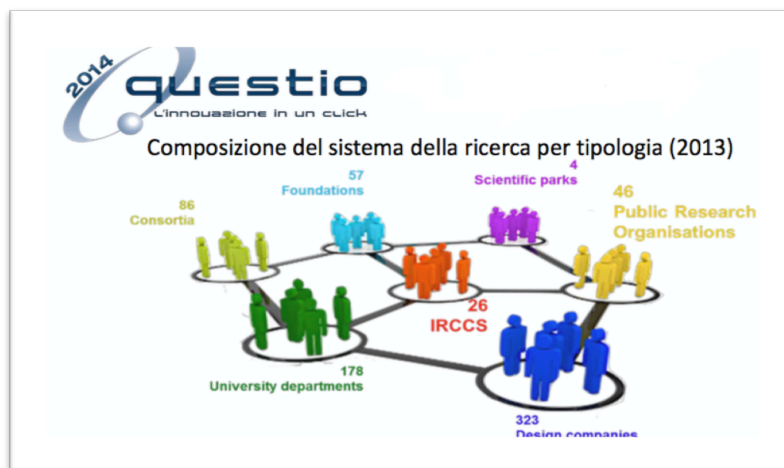 2014
questio
L'innovazione in un click
Composizione del sistema della ricerca per tipologia (2013)
57
Foundations
4
Scientific parks
86
Consortia
46
Public Research
Organisations
26
IRCCS
178
University departments
323
Design companies